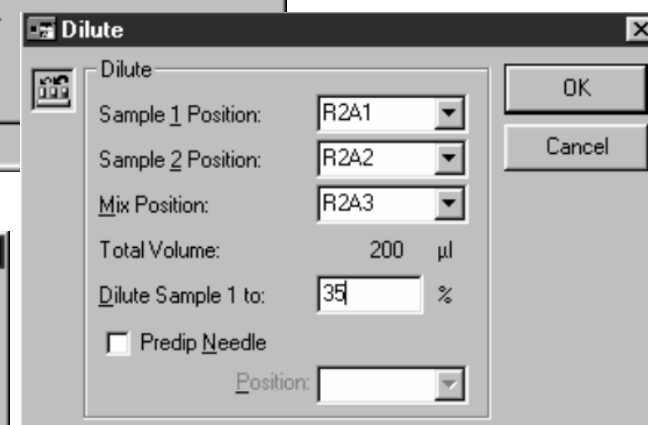 Dilute
Dilute
OK
Sample 1 Position: R2A1
Cancel
Sample 2 Position: R2A2
Mix Position: R2A3
Total Volume: 200 µl
Dilute Sample 1 to: 35 %
Predip Needle
Position: